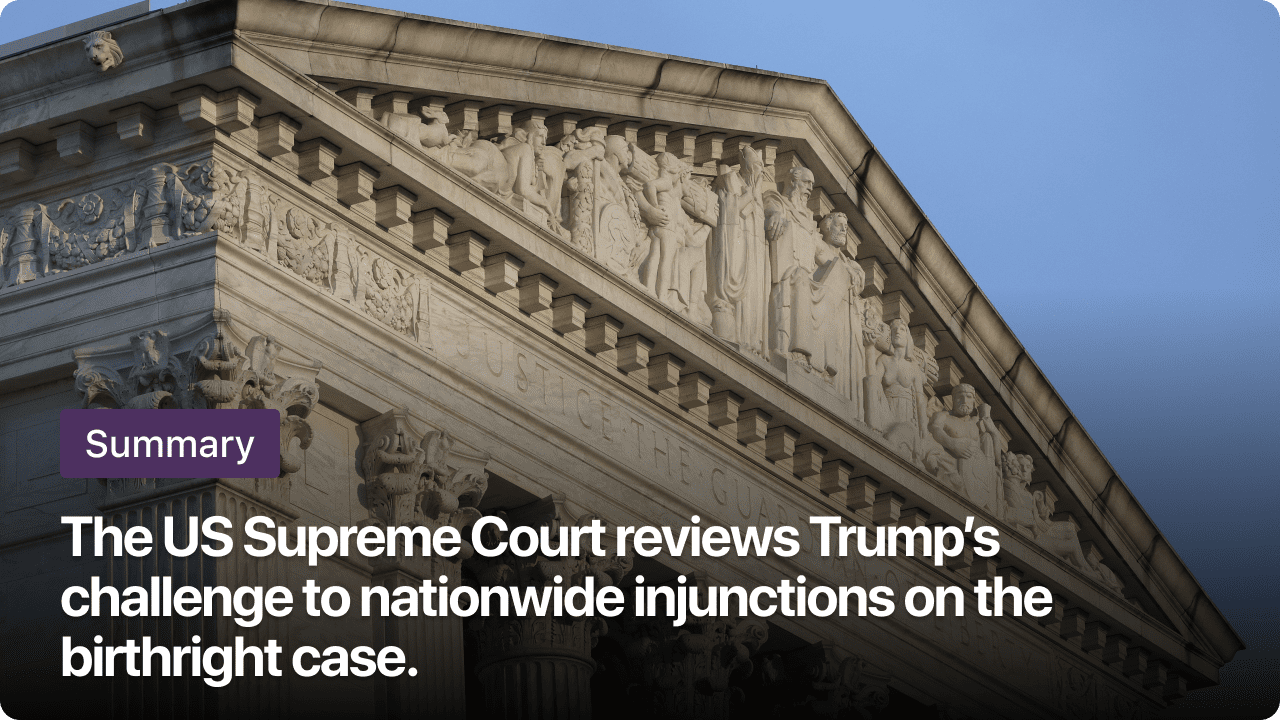 JUSTICE THE
Summary
The US Supreme Court reviews Trump’s
challenge to nationwide injunctions on the
birthright case.